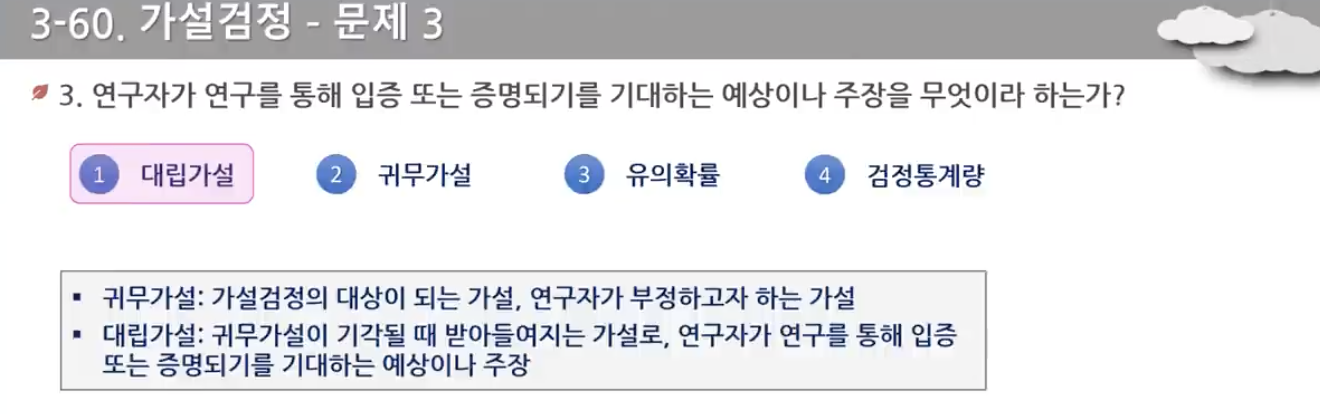 3-60. 가설검정 - 문제 3
3. 연구자가 연구를 통해 입증 또는 증명되기를 기대하는 예상이나 주장을 무엇이라 하는가?
1 대립가설 2 귀무가설 3 유의확률 4 검정통계량
▪ 귀무가설: 가설검정의 대상이 되는 가설, 연구자가 부정하고자 하는 가설
▪ 대립가설: 귀무가설이 기각될 때 받아들여지는 가설로, 연구자가 연구를 통해 입증
또는 증명되기를 기대하는 예상이나 주장